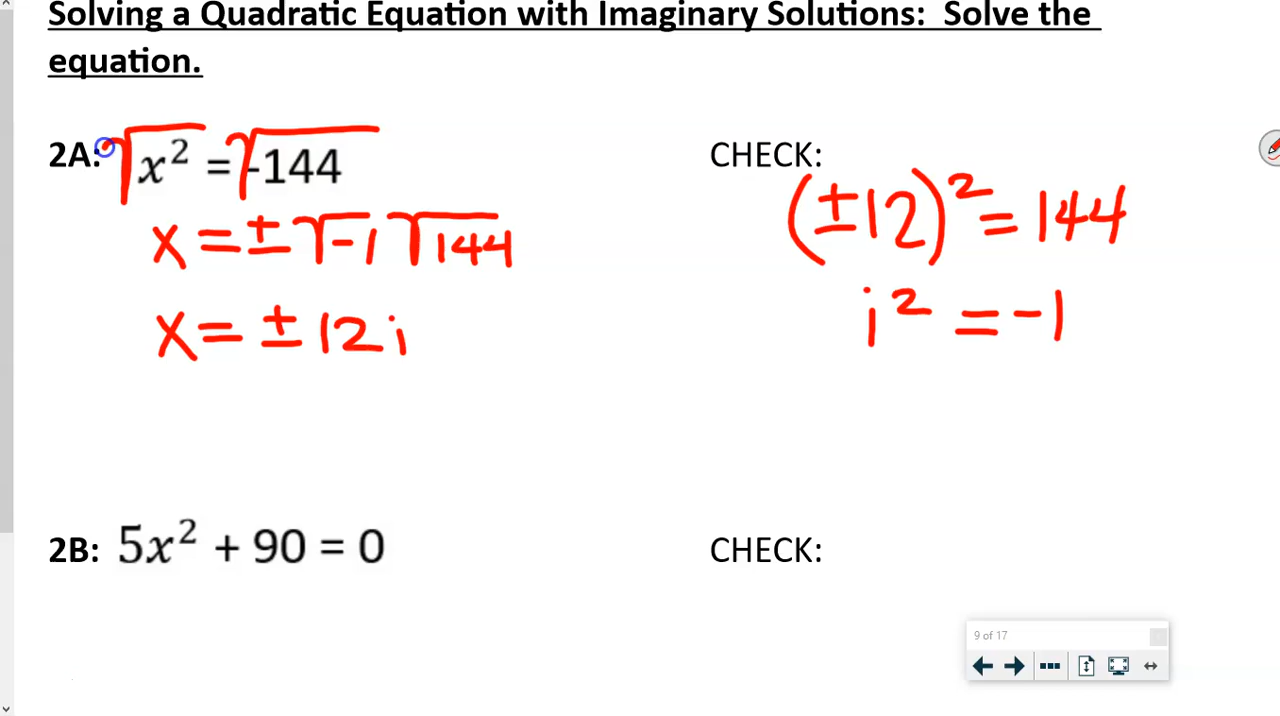 Solving a Quadratic Equation with Imaginary Solutions: Solve the
equation.
2A: √x² = √-144
CHECK:
x = ± √-1 √144
(±12)² = 144
x = ± 12i
i² = -1
2B: 5x² + 90 = 0
CHECK:
9 of 17